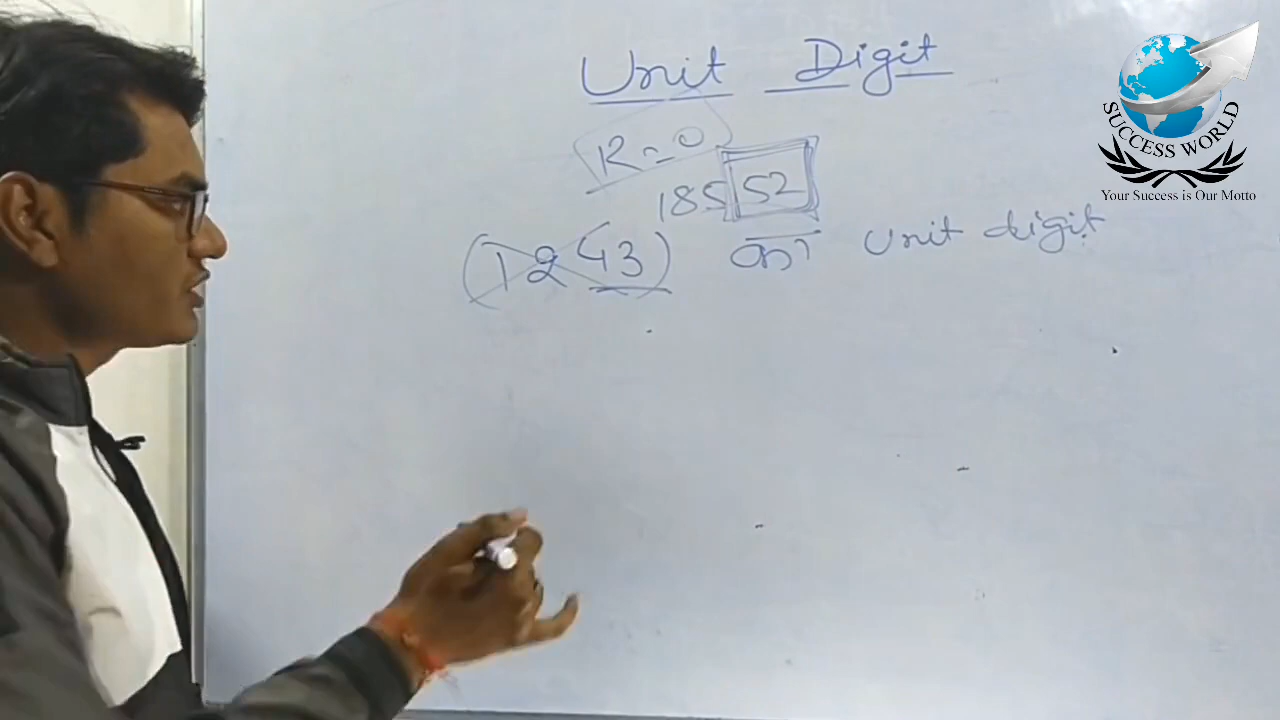 Unit Digit
R=0
18552
(1243) का unit digit
SUCCESS WORLD
Your Success is Our Motto